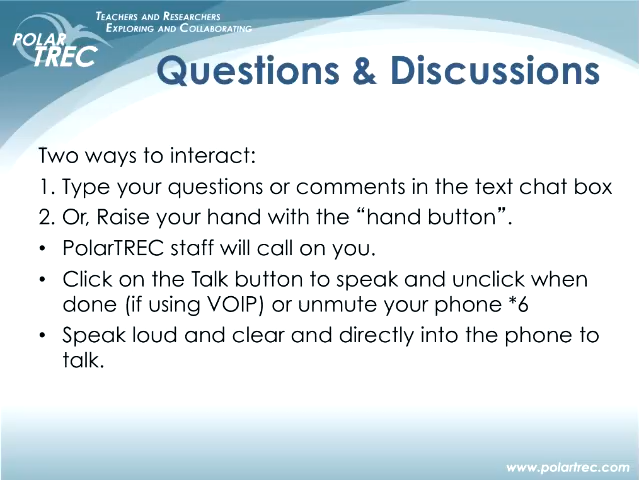 TEACHERS AND RESEARCHERS
EXPLORING AND COLLABORATING
POLAR
TREC
Questions & Discussions
Two ways to interact:
1. Type your questions or comments in the text chat box
2. Or, Raise your hand with the “hand button”.
• PolarTREC staff will call on you.
• Click on the Talk button to speak and unclick when
done (if using VOIP) or unmute your phone *6
• Speak loud and clear and directly into the phone to
talk.
www.polartrec.com